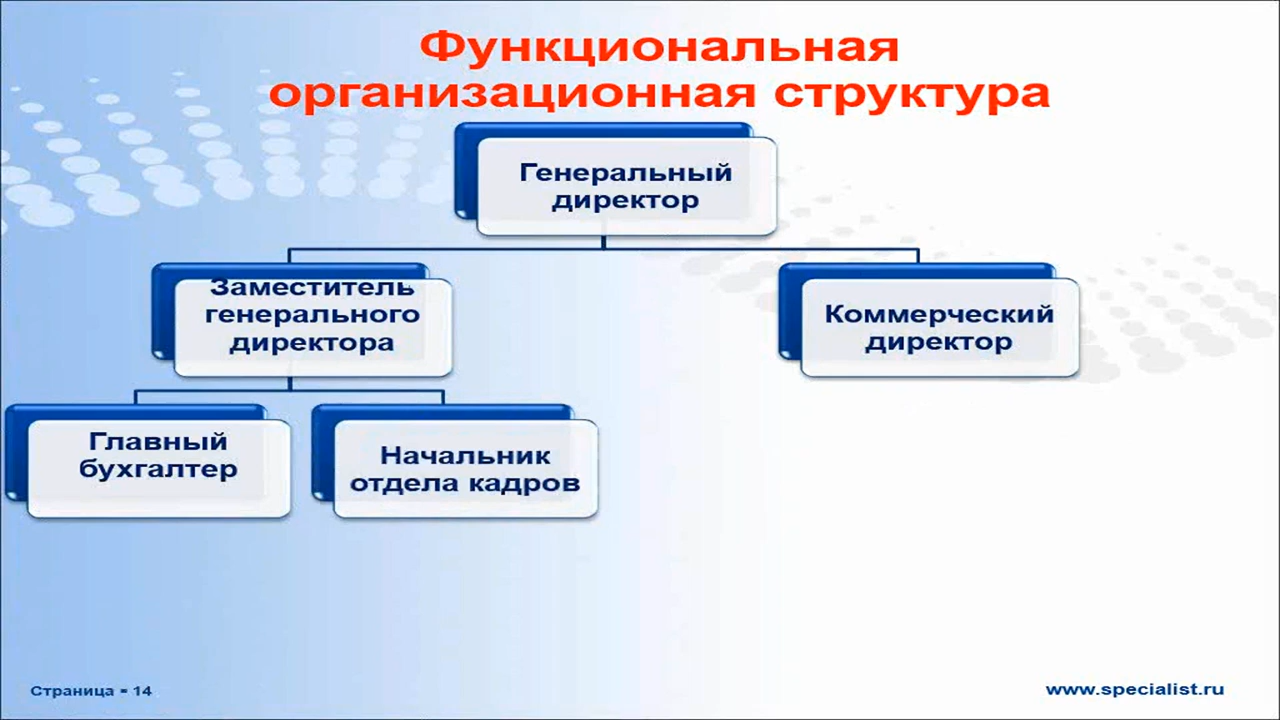 Функциональная
организационная структура
Генеральный
директор
Заместитель
генерального
директора
Коммерческий
директор
Главный
бухгалтер
Начальник
отдела кадров
Страница ▪ 14
www.specialist.ru